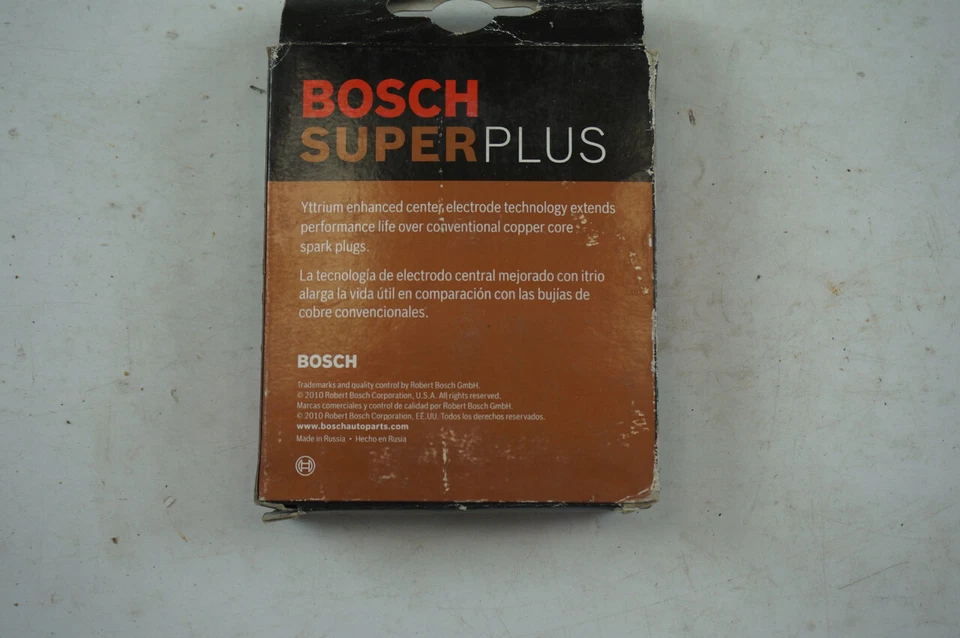 BOSCH
SUPERPLUS
Yttrium enhanced center electrode technology extends
performance life over conventional copper core
spark plugs.
La tecnología de electrodo central mejorado con itrio
alarga la vida útil en comparación con las bujías de
cobre convencionales.
BOSCH
Trademarks and quality control by Robert Bosch GmbH.
© 2010 Robert Bosch Corporation, U.S.A. All rights reserved.
Marcas comerciales y control de calidad por Robert Bosch GmbH.
© 2010 Robert Bosch Corporation, EE.UU. Todos los derechos reservados.
www.boschautoparts.com
Made in Russia • Hecho en Rusia